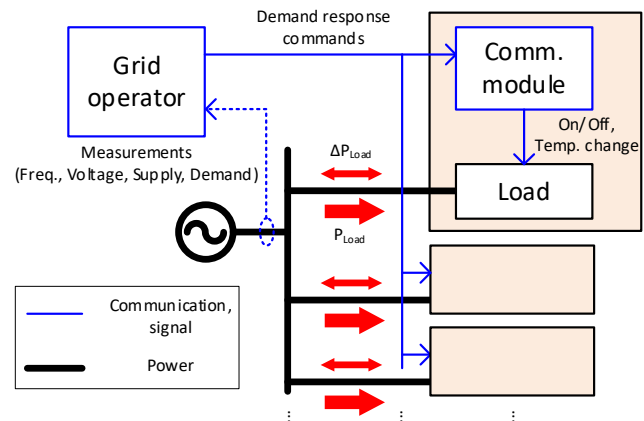 Demand response
commands
Grid
operator
Comm.
module
On/Off,
Temp. change
Measurements
(Freq., Voltage, Supply, Demand)
ΔPLoad
Load
PLoad
Communication,
signal
Power
... ... ...